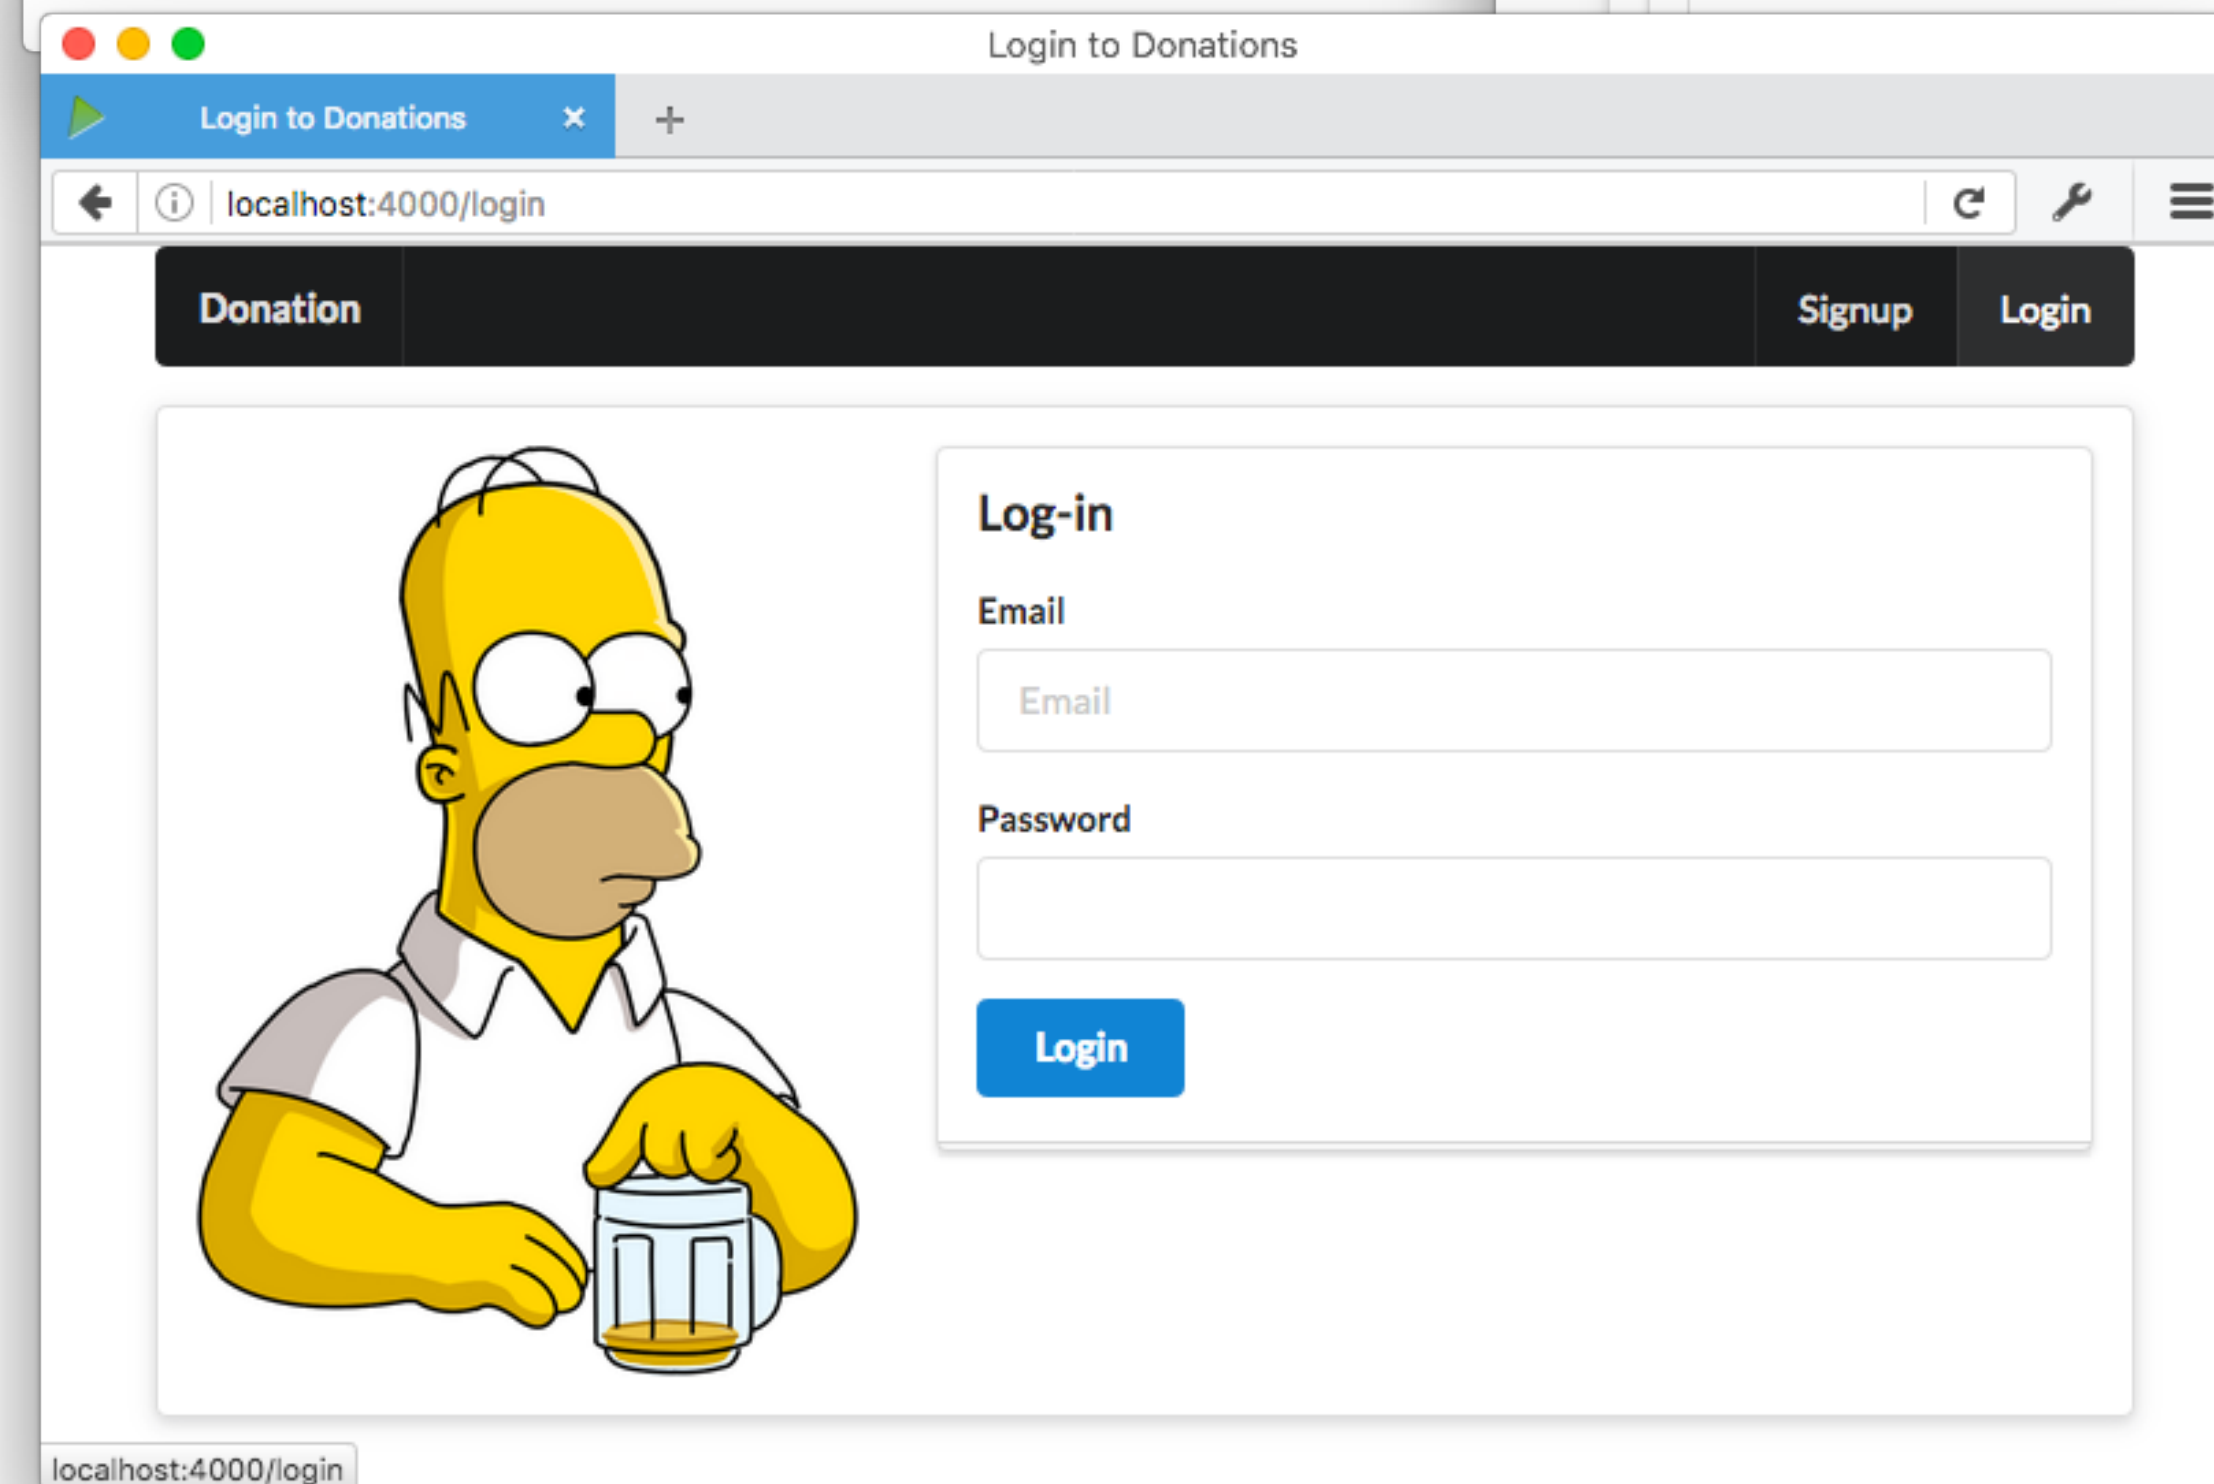 Login to Donations
Login to Donations
localhost:4000/login
Donation Signup Login
Log-in
Email
Email
Password
Login
localhost:4000/login